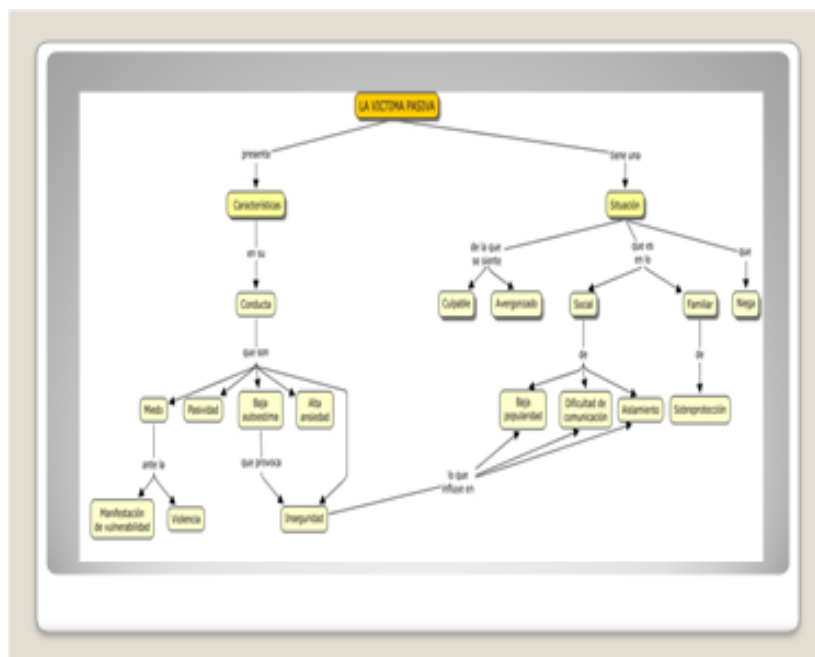 LA VICTIMA PASIVA
presenta
tiene una
Características
Situación
en su
de la que
se siente
que es
en lo
que
Conducta
Culpable
Avergonzado
Social
Familiar
Niega
que son
de
de
Miedo
Pasividad
Baja
autoestima
Alta
ansiedad
Baja
popularidad
Dificultad de
comunicación
Aislamiento
Sobreprotección
ante la
que provoca
lo que
influye en
Manifestación
de vulnerabilidad
Violencia
Inseguridad